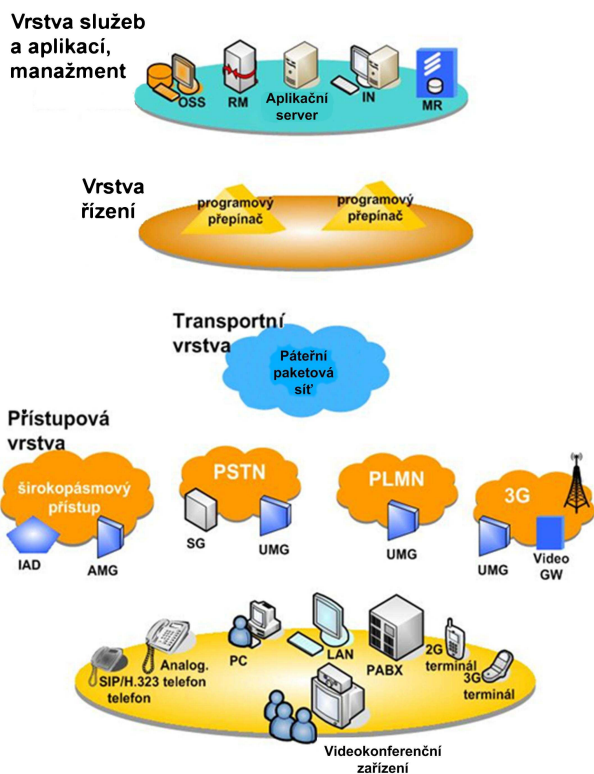 Vrstva služeb
a aplikací,
manažment
OSS
RM
Aplikační
server
IN
MR
Vrstva
řízení
programový
přepínač
programový
přepínač
Transportní
vrstva
Páteřní
paketová
síť
Přístupová
vrstva
širokopásmový
přístup
IAD
AMG
PSTN
SG
UMG
PLMN
UMG
3G
UMG
Video
GW
SIP/H.323
telefon
Analog.
telefon
PC
LAN
PABX
2G
terminál
3G
terminál
Videokonferenční
zařízení